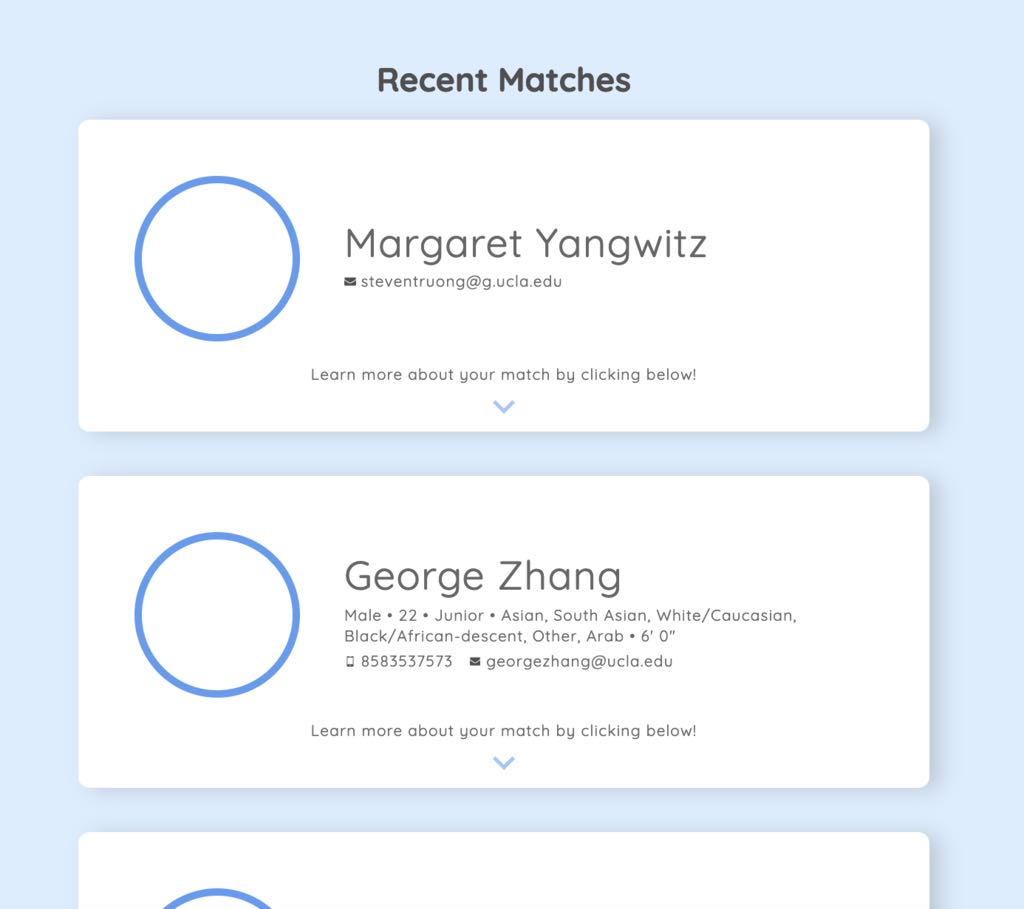 Recent Matches
Margaret Yangwitz
steventruong@g.ucla.edu
Learn more about your match by clicking below!
George Zhang
Male • 22 • Junior • Asian, South Asian, White/Caucasian,
Black/African-descent, Other, Arab • 6' 0"
8583537573 georgezhang@ucla.edu
Learn more about your match by clicking below!